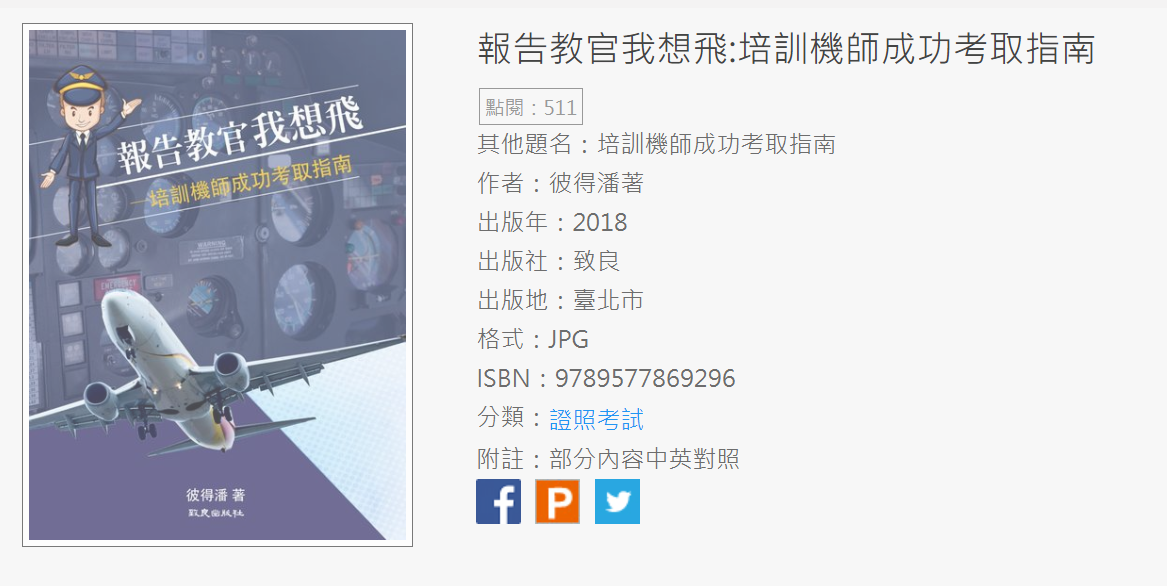 報告教官我想飛
—培訓機師成功考取指南
WARNING
EMERGENCY
彼得潘 著
致良出版社
報告教官我想飛:培訓機師成功考取指南
點閱：511
其他題名：培訓機師成功考取指南
作者：彼得潘著
出版年：2018
出版社：致良
出版地：臺北市
格式：JPG
ISBN：9789577869296
分類：證照考試
附註：部分內容中英對照